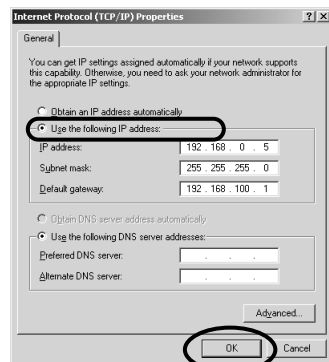 Internet Protocol (TCP/IP) Properties
General
You can get IP settings assigned automatically if your network supports
this capability. Otherwise, you need to ask your network administrator for
the appropriate IP settings.
Obtain an IP address automatically
Use the following IP address:
IP address: 192 . 168 . 0 . 5
Subnet mask: 255 . 255 . 255 . 0
Default gateway: 192 . 168 . 100 . 1
Obtain DNS server address automatically
Use the following DNS server addresses:
Preferred DNS server: . . .
Alternate DNS server: . . .
Advanced...
OK Cancel